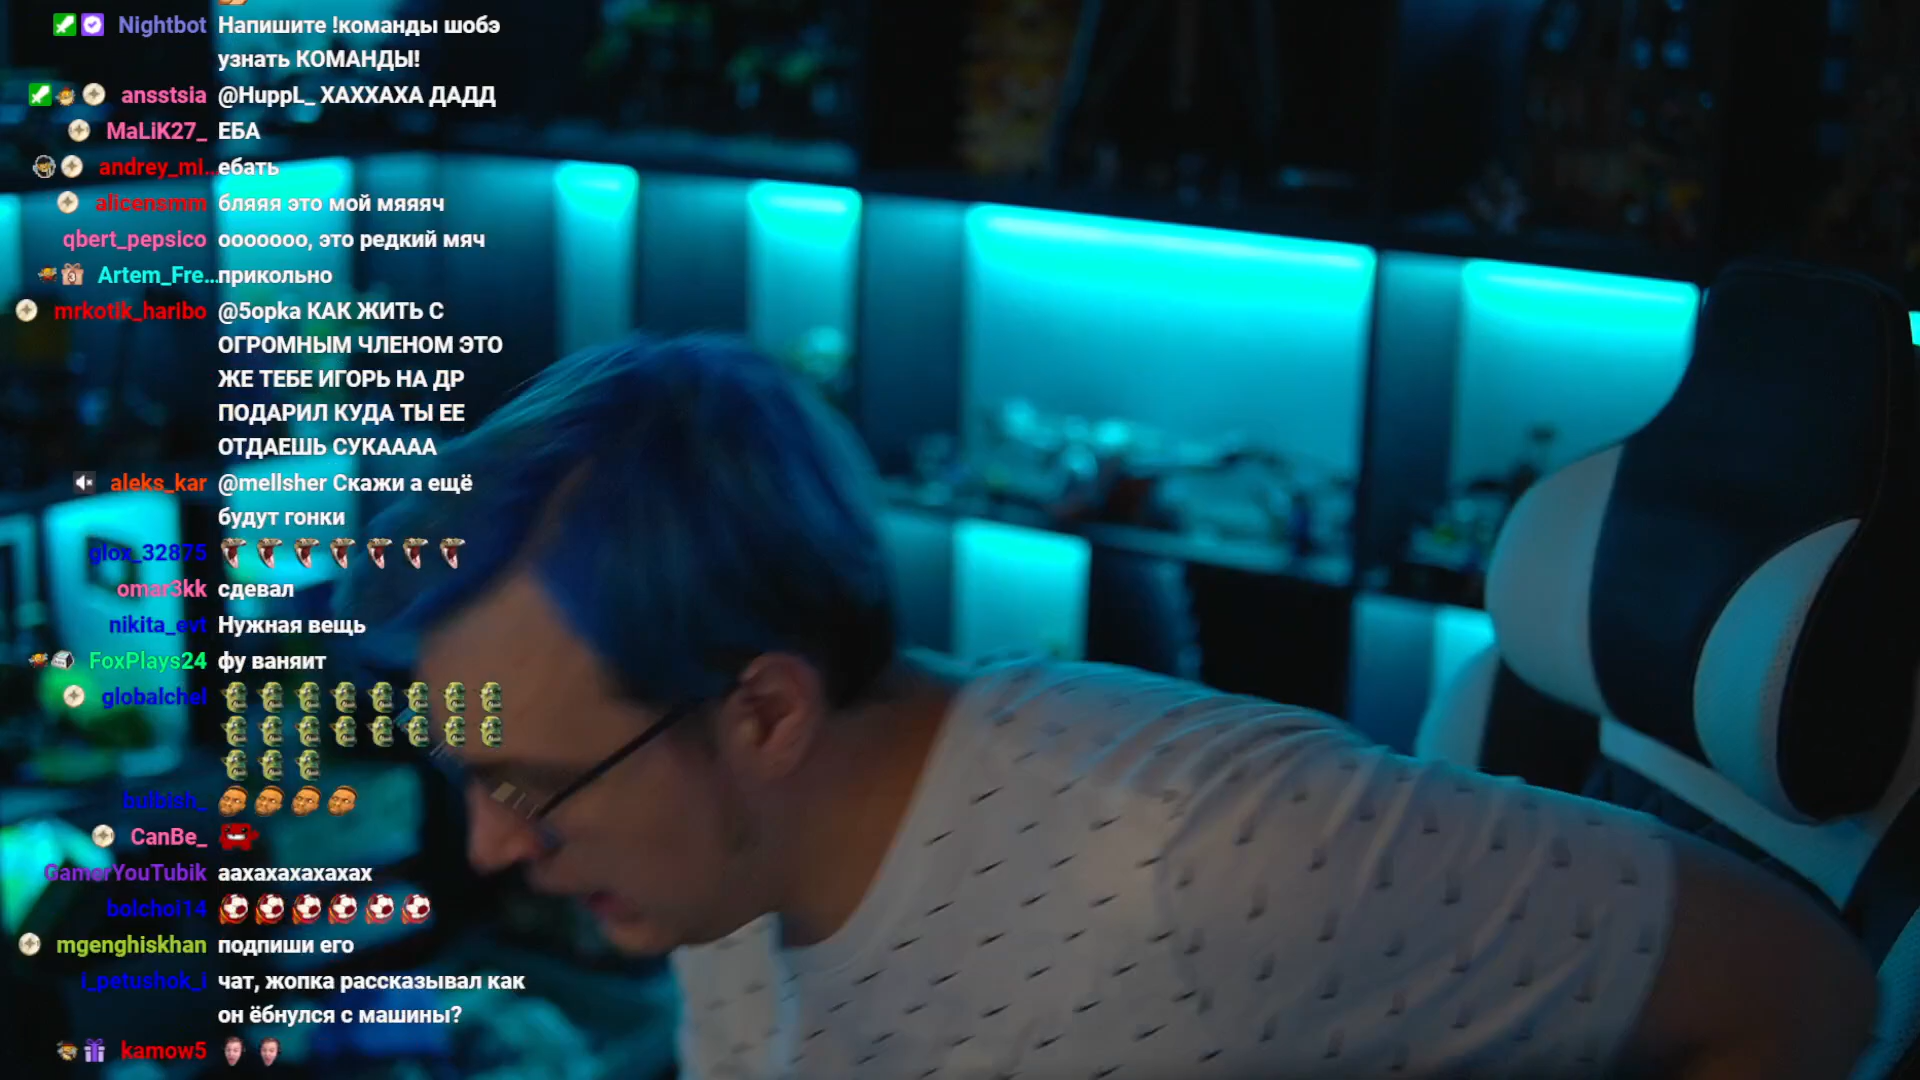 Nightbot Напишите !команды шобэ
узнать КОМАНДЫ!
ansstsia @HuppL_ ХАХХАХА ДАДД
MaLiK27_ ЕБА
andrey_mi... ебать
alicensmm бляяя это мой мяяяч
qbert_pepsico ооооооо, это редкий мяч
Artem_Fre... прикольно
mrkotik_haribo @5opka КАК ЖИТЬ С
ОГРОМНЫМ ЧЛЕНОМ ЭТО
ЖЕ ТЕБЕ ИГОРЬ НА ДР
ПОДАРИЛ КУДА ТЫ ЕЕ
ОТДАЕШЬ СУКАААА
aleks_kar @mellsher Скажи а ещё
будут гонки
glox_32875
omar3kk сдевал
nikita_evt Нужная вещь
FoxPlays24 фу ваняит
globalchel
bulbish_
CanBe_
GamerYouTubik аахахахахахах
bolchoi14
mgenghiskhan подпиши его
i_petushok_i чат, жопка рассказывал как
он ёбнулся с машины?
kamow5